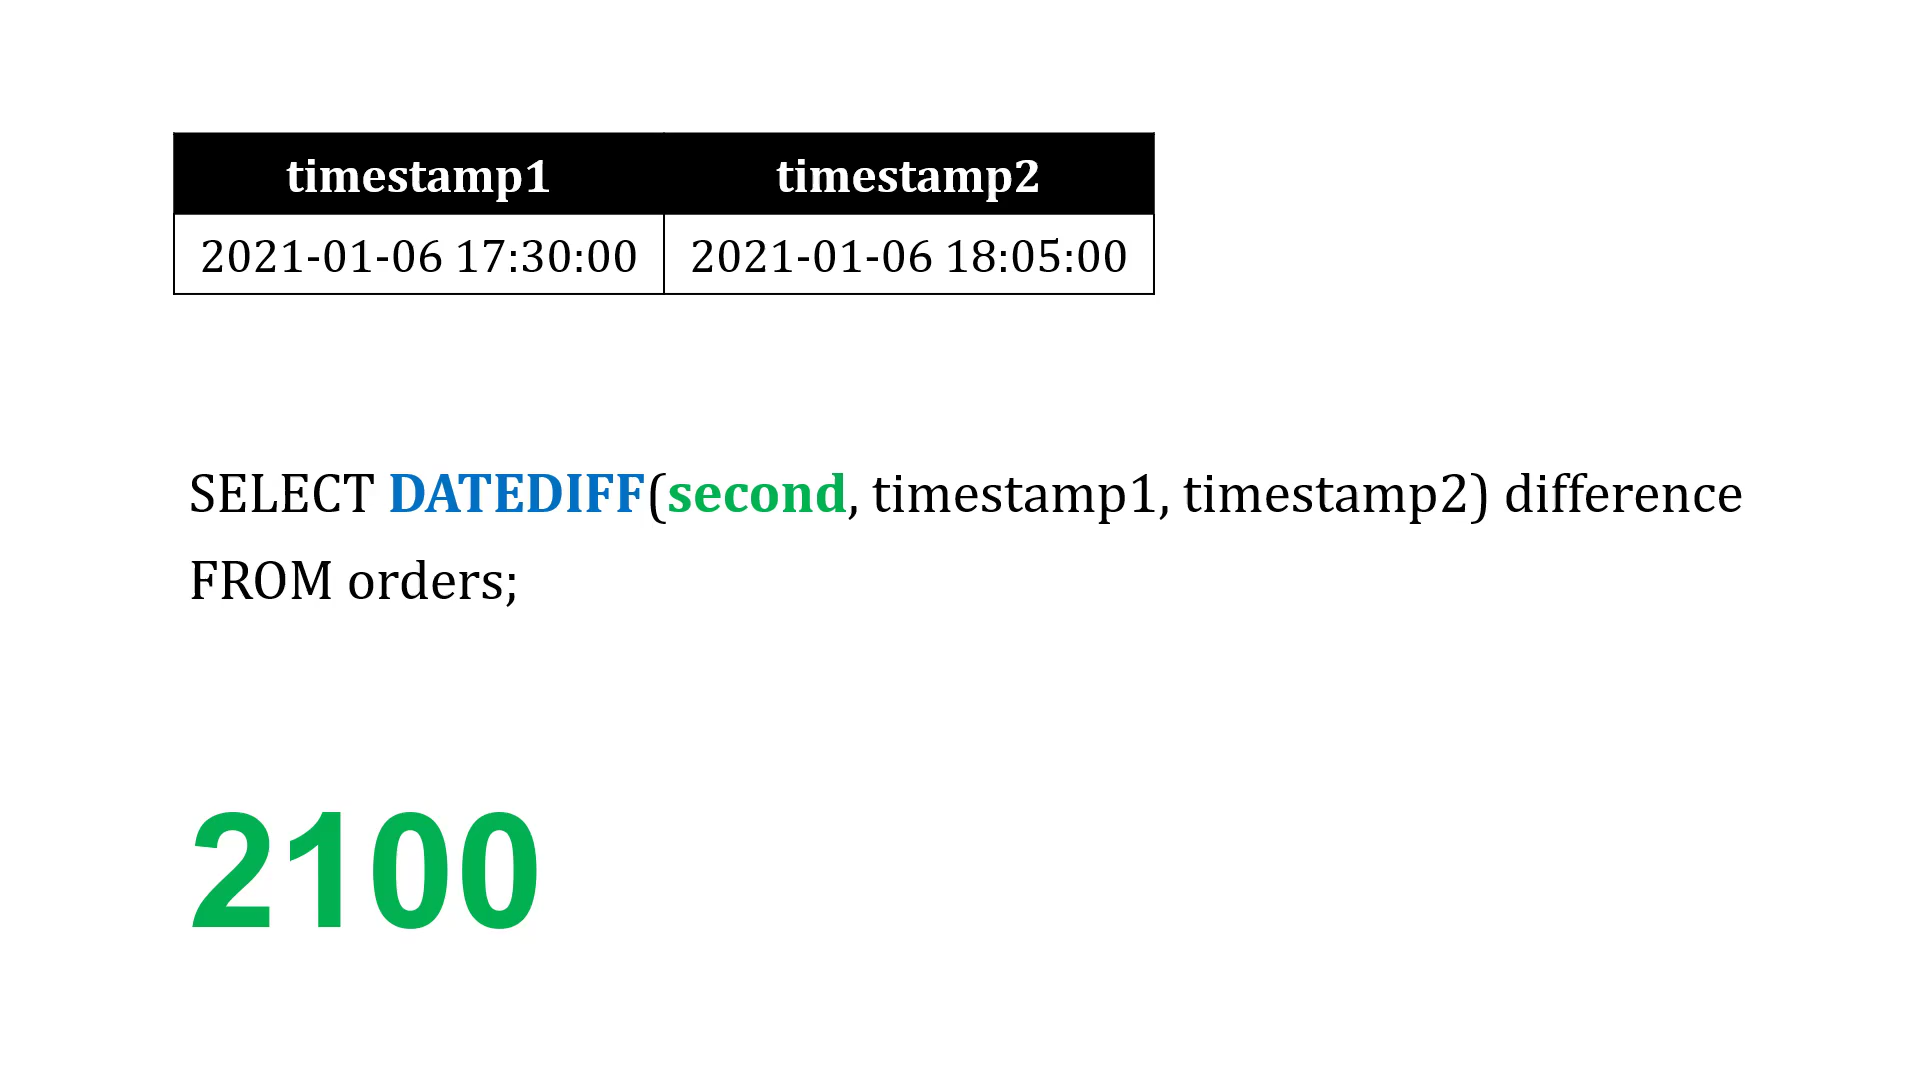 timestamp1 timestamp2
2021-01-06 17:30:00 2021-01-06 18:05:00
SELECT DATEDIFF(second, timestamp1, timestamp2) difference
FROM orders;
2100